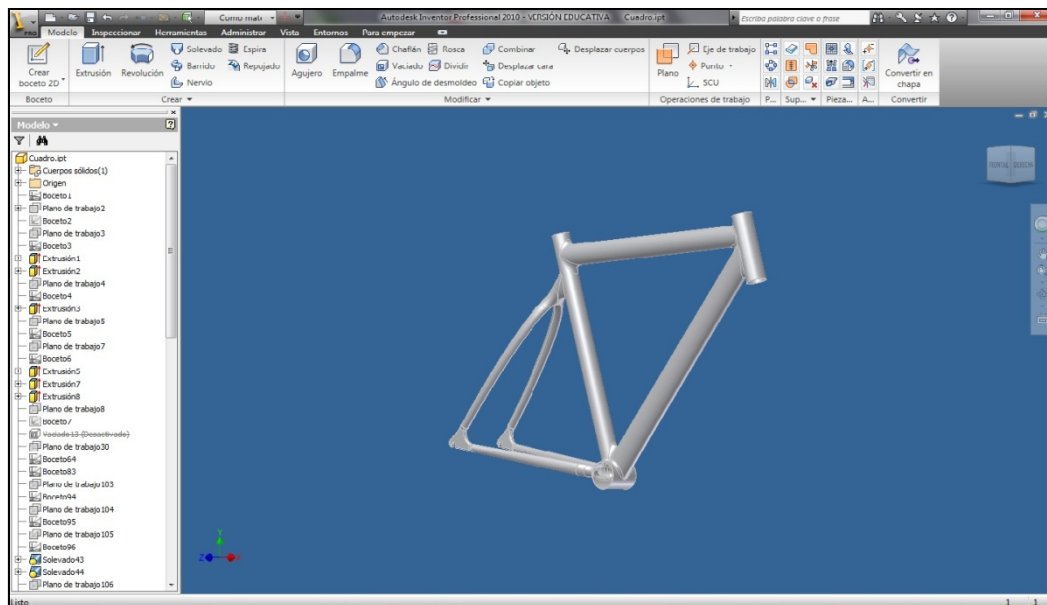 Autodesk Inventor Professional 2010 - VERSIÓN EDUCATIVA Cuadro.ipt
Escriba palabra clave o frase
PRO Modelo Inspeccionar Herramientas Administrar Vista Entornos Para empezar
Crear boceto 2D
Extrusión
Revolución
Solevado Espira
Barrido Repujado
Nervio
Agujero
Empalme
Chaflán Rosca Combinar Desplazar cuerpos
Vaciado Dividir Desplazar cara
Ángulo de desmoldeo Copiar objeto
Plano
Eje de trabajo
Punto
SCU
Convertir en chapa
Boceto Crear Modificar Operaciones de trabajo P... Sup... Pieza... A... Convertir
Modelo
Cuadro.ipt
Cuerpos sólidos(1)
Origen
Boceto1
Plano de trabajo2
Boceto2
Plano de trabajo3
Boceto3
Extrusión1
Extrusión2
Plano de trabajo4
Boceto4
Extrusión3
Plano de trabajo5
Boceto5
Plano de trabajo7
Boceto6
Extrusión5
Extrusión7
Extrusión8
Plano de trabajo8
Boceto7
Vaciado13 (Desactivado)
Plano de trabajo30
Boceto64
Boceto83
Plano de trabajo103
Boceto94
Plano de trabajo104
Boceto95
Plano de trabajo105
Boceto96
Solevado43
Solevado44
Plano de trabajo106
FRONTAL
Y
Z
Listo
1 1